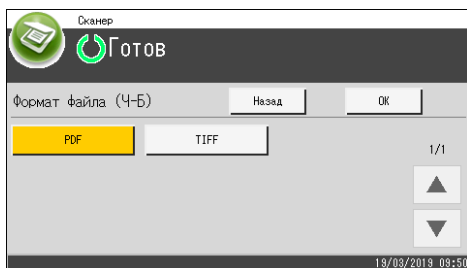 Сканер
Готов
Формат файла (Ч-Б) Назад OK
PDF TIFF
1/1
19/03/2019 09:50